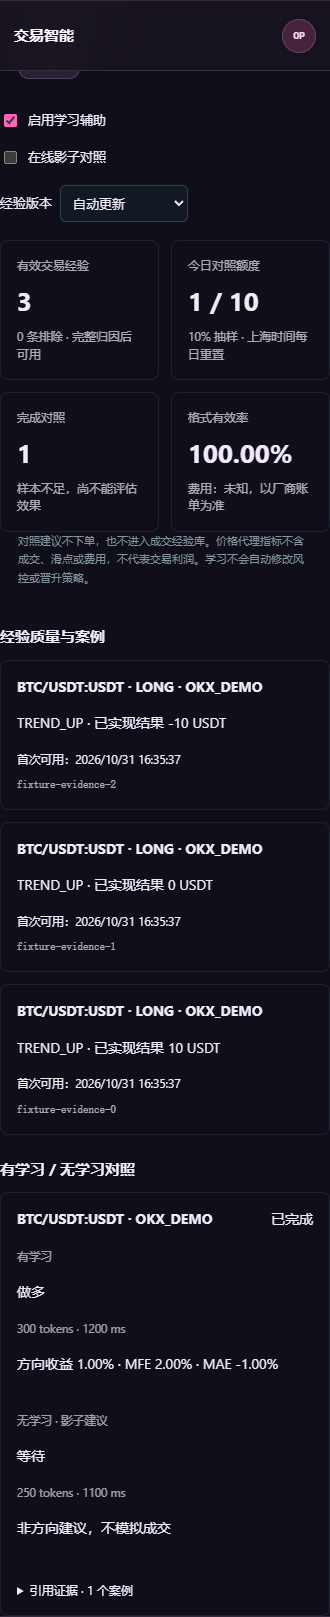 交易智能
OP
启用学习辅助
在线影子对照
经验版本 自动更新
有效交易经验
3
0 条排除 · 完整归因后
可用
今日对照额度
1 / 10
10% 抽样 · 上海时间每
日重置
完成对照
1
样本不足，尚不能评估
效果
格式有效率
100.00%
费用：未知，以厂商账
单为准
对照建议不下单，也不进入成交经验库。价格代理指标不含
成交、滑点或费用，不代表交易利润。学习不会自动修改风
控或晋升策略。
经验质量与案例
BTC/USDT:USDT · LONG · OKX_DEMO
TREND_UP · 已实现结果 -10 USDT
首次可用：2026/10/31 16:35:37
fixture-evidence-2
BTC/USDT:USDT · LONG · OKX_DEMO
TREND_UP · 已实现结果 0 USDT
首次可用：2026/10/31 16:35:37
fixture-evidence-1
BTC/USDT:USDT · LONG · OKX_DEMO
TREND_UP · 已实现结果 10 USDT
首次可用：2026/10/31 16:35:37
fixture-evidence-0
有学习 / 无学习对照
BTC/USDT:USDT · OKX_DEMO 已完成
有学习
做多
300 tokens · 1200 ms
方向收益 1.00% · MFE 2.00% · MAE -1.00%
无学习 · 影子建议
等待
250 tokens · 1100 ms
非方向建议，不模拟成交
引用证据 · 1 个案例